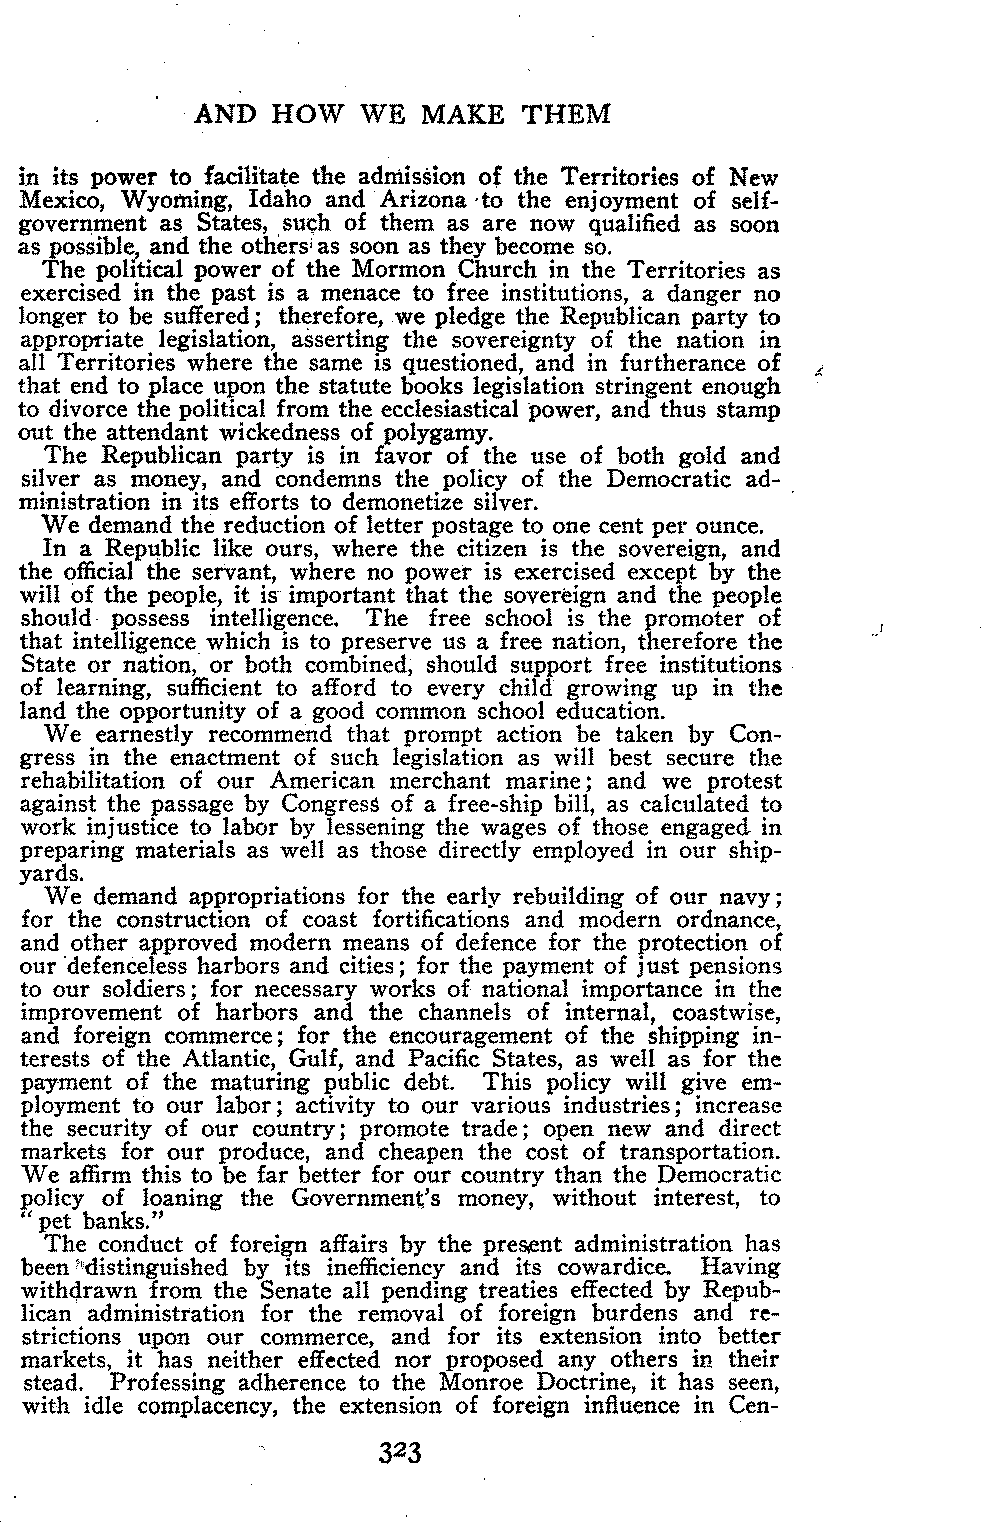 AND HOW WE MAKE THEM
in its power to facilitate the admission of the Territories of New
Mexico, Wyoming, Idaho and Arizona to the enjoyment of self-
government as States, such of them as are now qualified as soon
as possible, and the others as soon as they become so.
The political power of the Mormon Church in the Territories as
exercised in the past is a menace to free institutions, a danger no
longer to be suffered; therefore, we pledge the Republican party to
appropriate legislation, asserting the sovereignty of the nation in
all Territories where the same is questioned, and in furtherance of
that end to place upon the statute books legislation stringent enough
to divorce the political from the ecclesiastical power, and thus stamp
out the attendant wickedness of polygamy.
The Republican party is in favor of the use of both gold and
silver as money, and condemns the policy of the Democratic ad-
ministration in its efforts to demonetize silver.
We demand the reduction of letter postage to one cent per ounce.
In a Republic like ours, where the citizen is the sovereign, and
the official the servant, where no power is exercised except by the
will of the people, it is important that the sovereign and the people
should possess intelligence. The free school is the promoter of
that intelligence which is to preserve us a free nation, therefore the
State or nation, or both combined, should support free institutions
of learning, sufficient to afford to every child growing up in the
land the opportunity of a good common school education.
We earnestly recommend that prompt action be taken by Con-
gress in the enactment of such legislation as will best secure the
rehabilitation of our American merchant marine; and we protest
against the passage by Congress of a free-ship bill, as calculated to
work injustice to labor by lessening the wages of those engaged in
preparing materials as well as those directly employed in our ship-
yards.
We demand appropriations for the early rebuilding of our navy;
for the construction of coast fortifications and modern ordnance,
and other approved modern means of defence for the protection of
our defenceless harbors and cities; for the payment of just pensions
to our soldiers; for necessary works of national importance in the
improvement of harbors and the channels of internal, coastwise,
and foreign commerce; for the encouragement of the shipping in-
terests of the Atlantic, Gulf, and Pacific States, as well as for the
payment of the maturing public debt. This policy will give em-
ployment to our labor; activity to our various industries; increase
the security of our country; promote trade; open new and direct
markets for our produce, and cheapen the cost of transportation.
We affirm this to be far better for our country than the Democratic
policy of loaning the Government's money, without interest, to
"pet banks."
The conduct of foreign affairs by the present administration has
been distinguished by its inefficiency and its cowardice. Having
withdrawn from the Senate all pending treaties effected by Repub-
lican administration for the removal of foreign burdens and re-
strictions upon our commerce, and for its extension into better
markets, it has neither effected nor proposed any others in their
stead. Professing adherence to the Monroe Doctrine, it has seen,
with idle complacency, the extension of foreign influence in Cen-
323